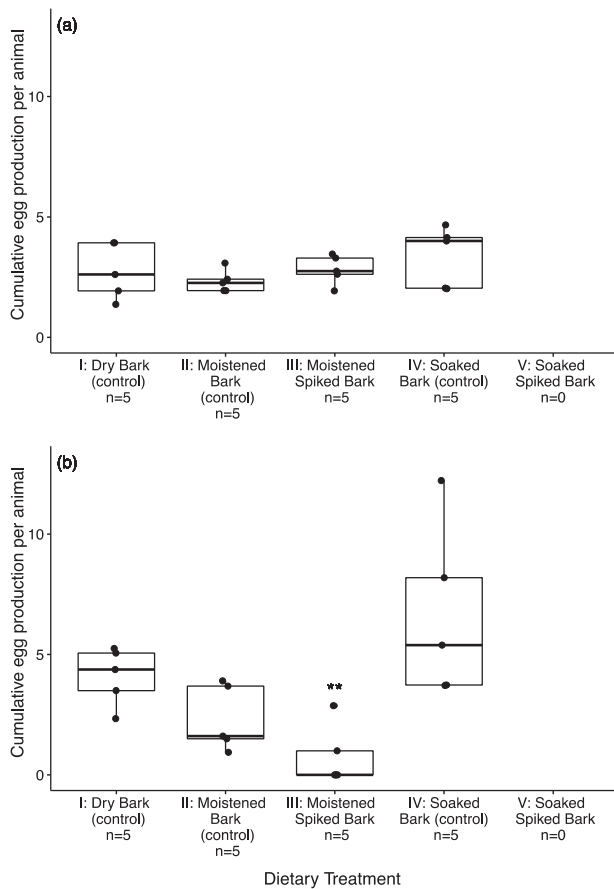 (a)
Cumulative egg production per animal
10
5
0
I: Dry Bark
(control)
n=5
II: Moistened
Bark
(control)
n=5
III: Moistened
Spiked Bark
n=5
IV: Soaked
Bark (control)
n=5
V: Soaked
Spiked Bark
n=0
(b)
Cumulative egg production per animal
10
5
0
**
I: Dry Bark
(control)
n=5
II: Moistened
Bark
(control)
n=5
III: Moistened
Spiked Bark
n=5
IV: Soaked
Bark (control)
n=5
V: Soaked
Spiked Bark
n=0
Dietary Treatment